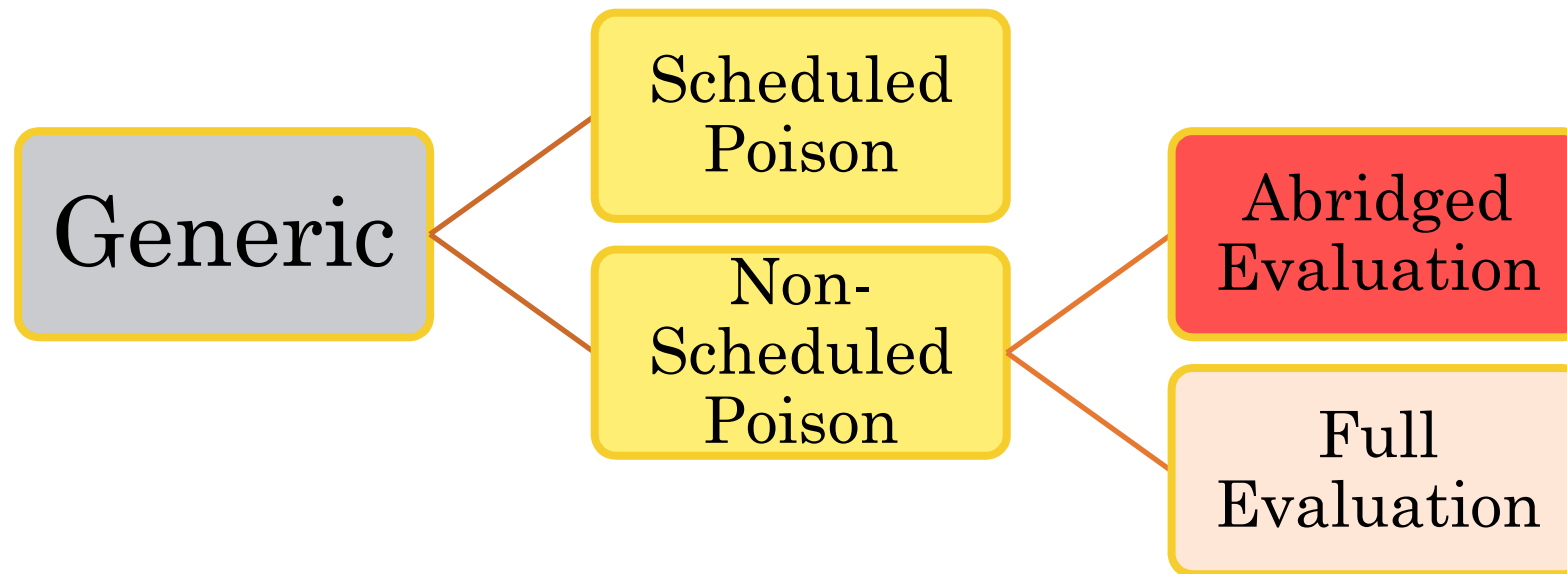 Generic
Scheduled
Poison
Non-
Scheduled
Poison
Abridged
Evaluation
Full
Evaluation